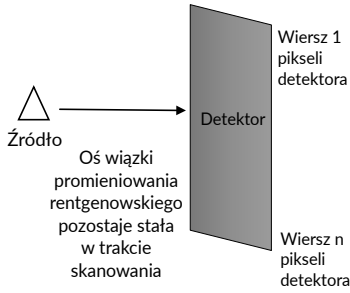 Wiersz 1
pikseli
detektora
Detektor
Źródło
Oś wiązki
promieniowania
rentgenowskiego
pozostaje stała
w trakcie
skanowania
Wiersz n
pikseli
detektora